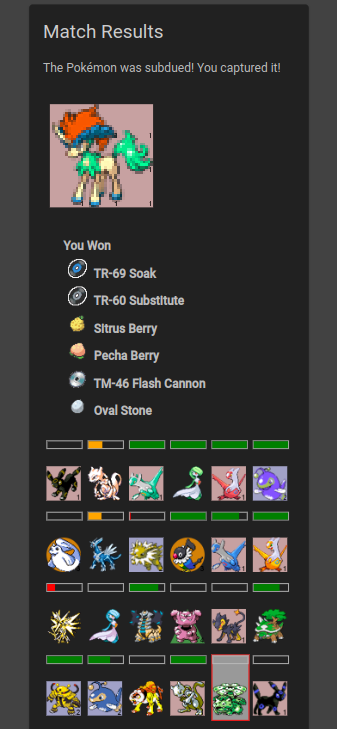 Match Results
The Pokémon was subdued! You captured it!
You Won
TR-69 Soak
TR-60 Substitute
Sitrus Berry
Pecha Berry
TM-46 Flash Cannon
Oval Stone